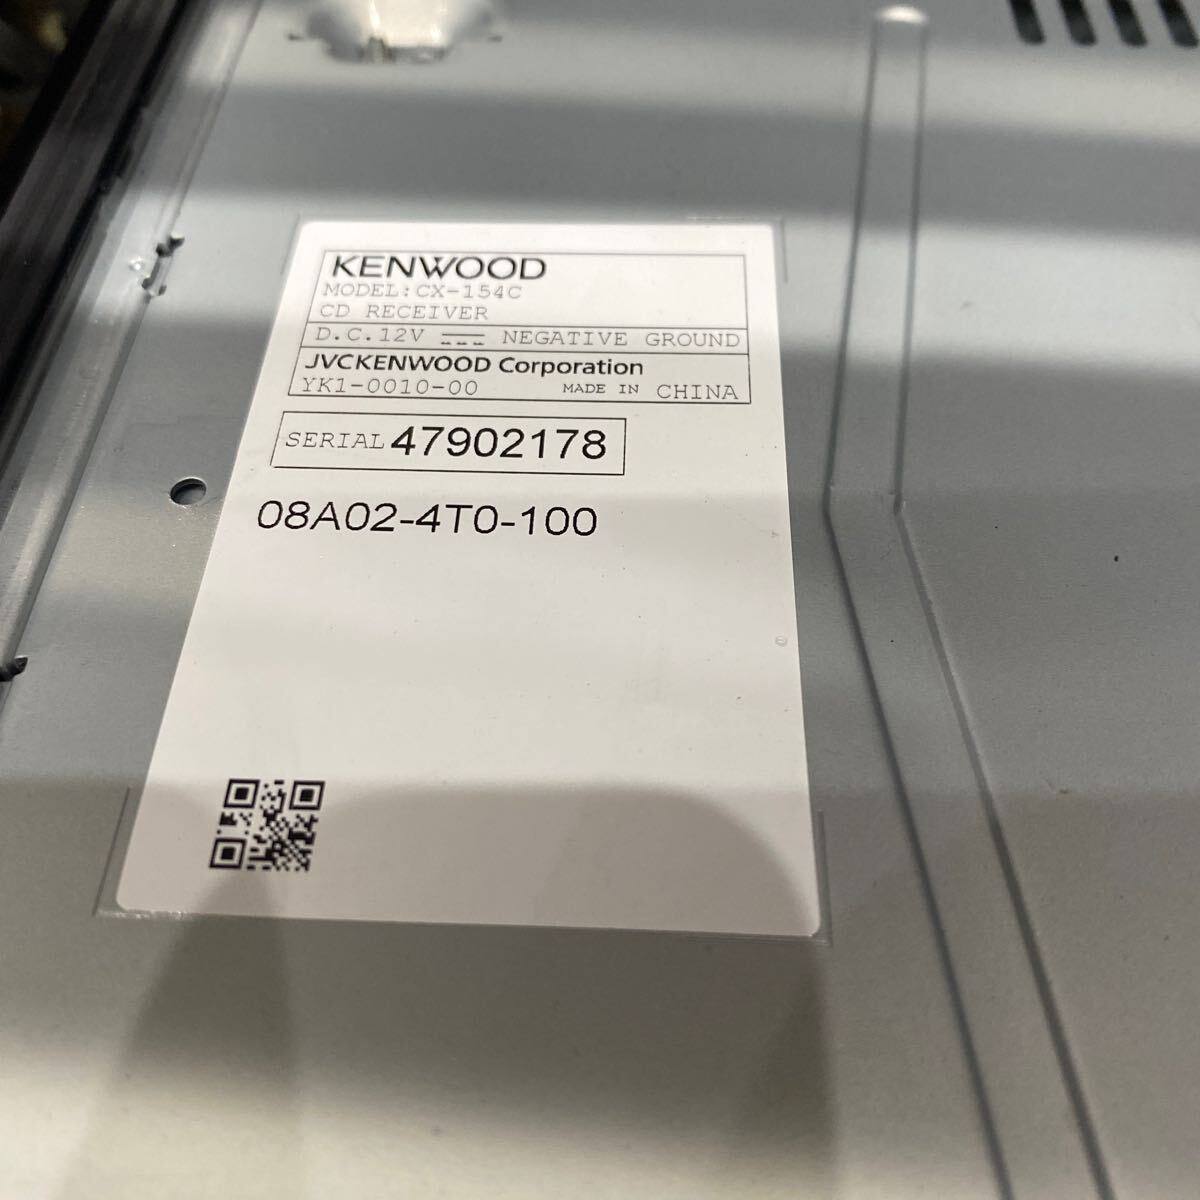 KENWOOD
MODEL:CX-154C
CD RECEIVER
D.C.12V NEGATIVE GROUND
JVCKENWOOD Corporation
YK1-0010-00 MADE IN CHINA
SERIAL 47902178
08A02-4T0-100